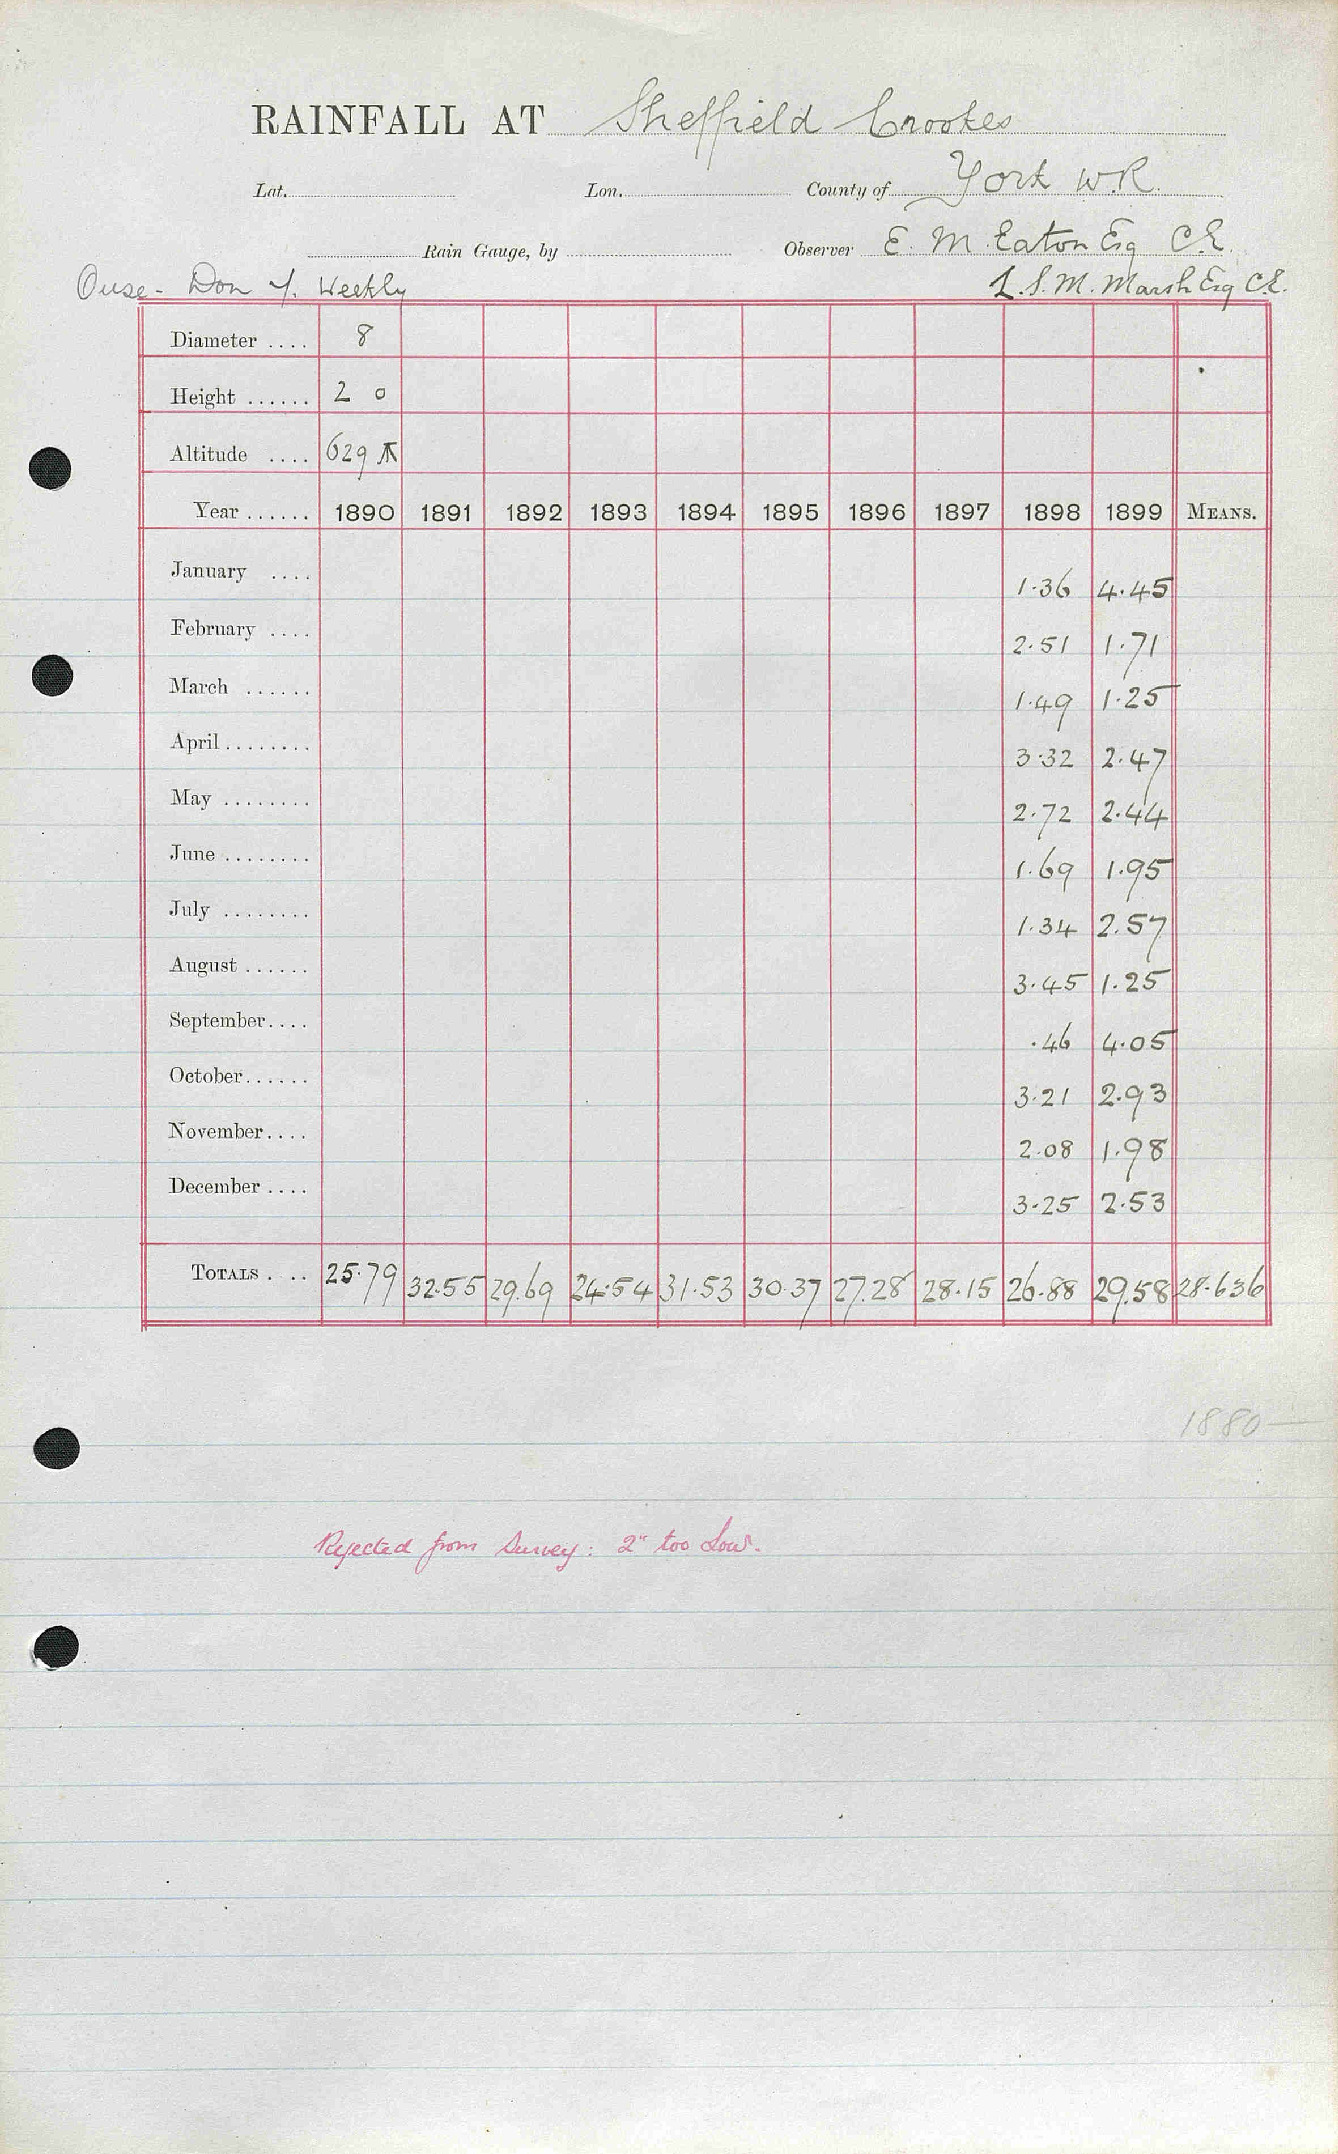 RAINFALL AT Sheffield Crookes
Lat. Lon. County of York W.R.
Rain Gauge, by Observer E. M. Eaton Esq C.E.
Ouse - Don Y. Weekly L. S. M. Marsh Esq C.E.
Diameter .... 8
Height ...... 2 0
Altitude .... 629
Year ...... 1890 1891 1892 1893 1894 1895 1896 1897 1898 1899 MEANS.
January .... 1.36 4.45
February .... 2.51 1.71
March ...... 1.49 1.25
April ........ 3.32 2.47
May ........ 2.72 2.44
June ........ 1.69 1.95
July ........ 1.34 2.57
August ...... 3.45 1.25
September.... .46 4.05
October...... 3.21 2.93
November.... 2.08 1.98
December .... 3.25 2.53
TOTALS . .. 25.79 32.55 29.69 24.54 31.53 30.37 27.28 28.15 26.88 29.58 28.636
1880 —
Rejected from Survey: 2" too low.